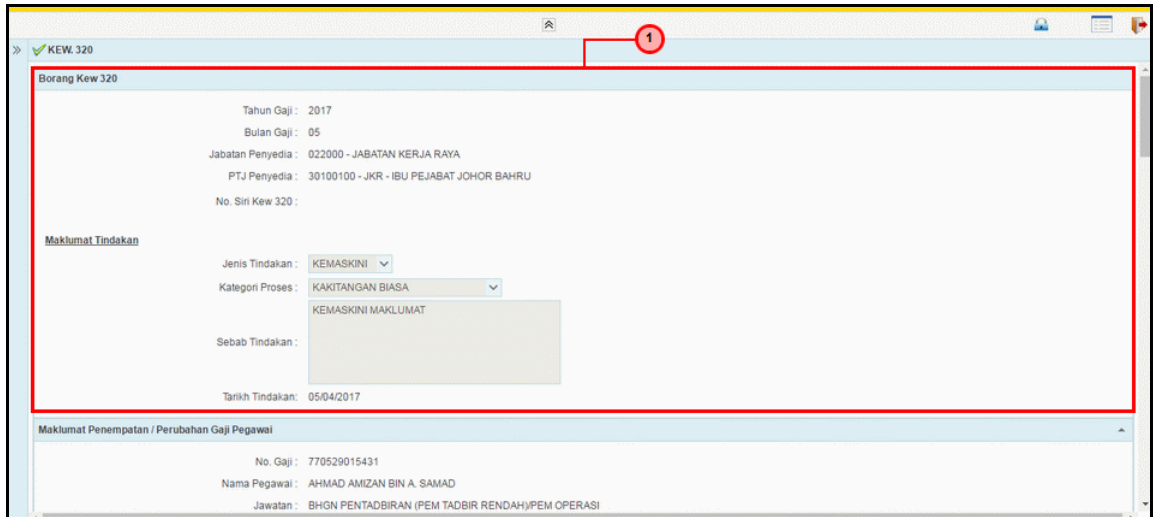 1
KEW. 320
Borang Kew 320
Tahun Gaji : 2017
Bulan Gaji : 05
Jabatan Penyedia : 022000 - JABATAN KERJA RAYA
PTJ Penyedia : 30100100 - JKR - IBU PEJABAT JOHOR BAHRU
No. Siri Kew 320 :
Maklumat Tindakan
Jenis Tindakan : KEMASKINI
Kategori Proses : KAKITANGAN BIASA
KEMASKINI MAKLUMAT
Sebab Tindakan :
Tarikh Tindakan: 05/04/2017
Maklumat Penempatan / Perubahan Gaji Pegawai
No. Gaji : 770529015431
Nama Pegawai : AHMAD AMIZAN BIN A. SAMAD
Jawatan : BHGN PENTADBIRAN (PEM TADBIR RENDAH)/PEM OPERASI